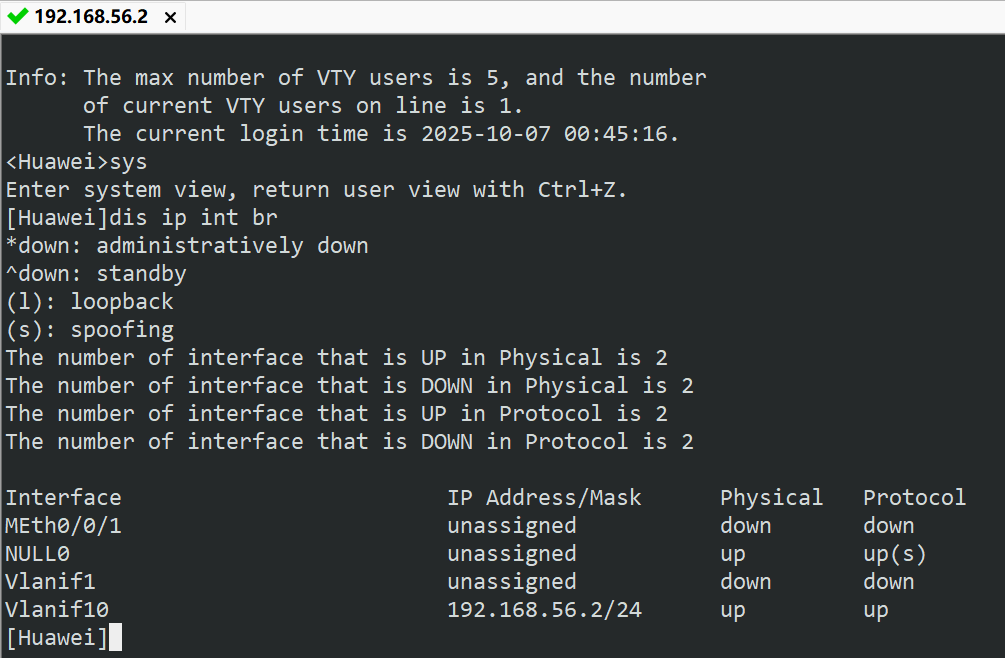 192.168.56.2 ×
Info: The max number of VTY users is 5, and the number
      of current VTY users on line is 1.
      The current login time is 2025-10-07 00:45:16.
<Huawei>sys
Enter system view, return user view with Ctrl+Z.
[Huawei]dis ip int br
*down: administratively down
^down: standby
(l): loopback
(s): spoofing
The number of interface that is UP in Physical is 2
The number of interface that is DOWN in Physical is 2
The number of interface that is UP in Protocol is 2
The number of interface that is DOWN in Protocol is 2
Interface                         IP Address/Mask      Physical   Protocol
MEth0/0/1                         unassigned           down       down
NULL0                             unassigned           up         up(s)
Vlanif1                           unassigned           down       down
Vlanif10                          192.168.56.2/24      up         up
[Huawei]